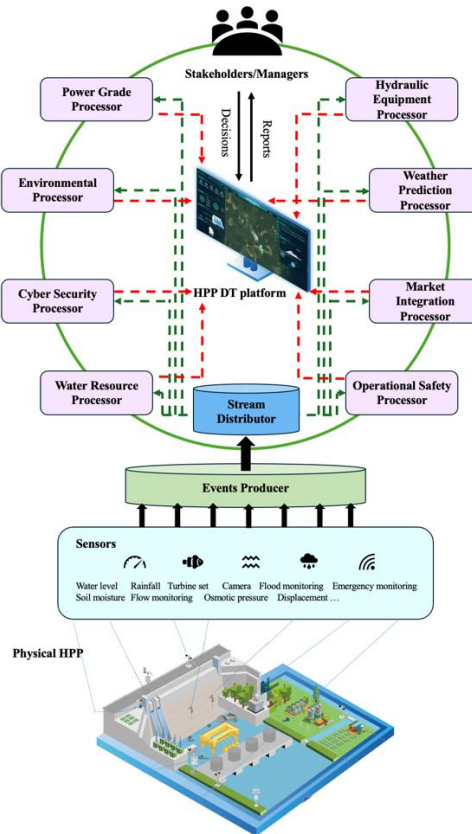 Stakeholders/Managers
Power Grade
Processor
Hydraulic
Equipment
Processor
Decisions
Reports
Environmental
Processor
Weather
Prediction
Processor
Cyber Security
Processor
HPP DT platform
Market
Integration
Processor
Water Resource
Processor
Stream
Distributor
Operational Safety
Processor
Events Producer
Sensors
Water level Rainfall Turbine set Camera Flood monitoring Emergency monitoring
Soil moisture Flow monitoring Osmotic pressure Displacement …
Physical HPP